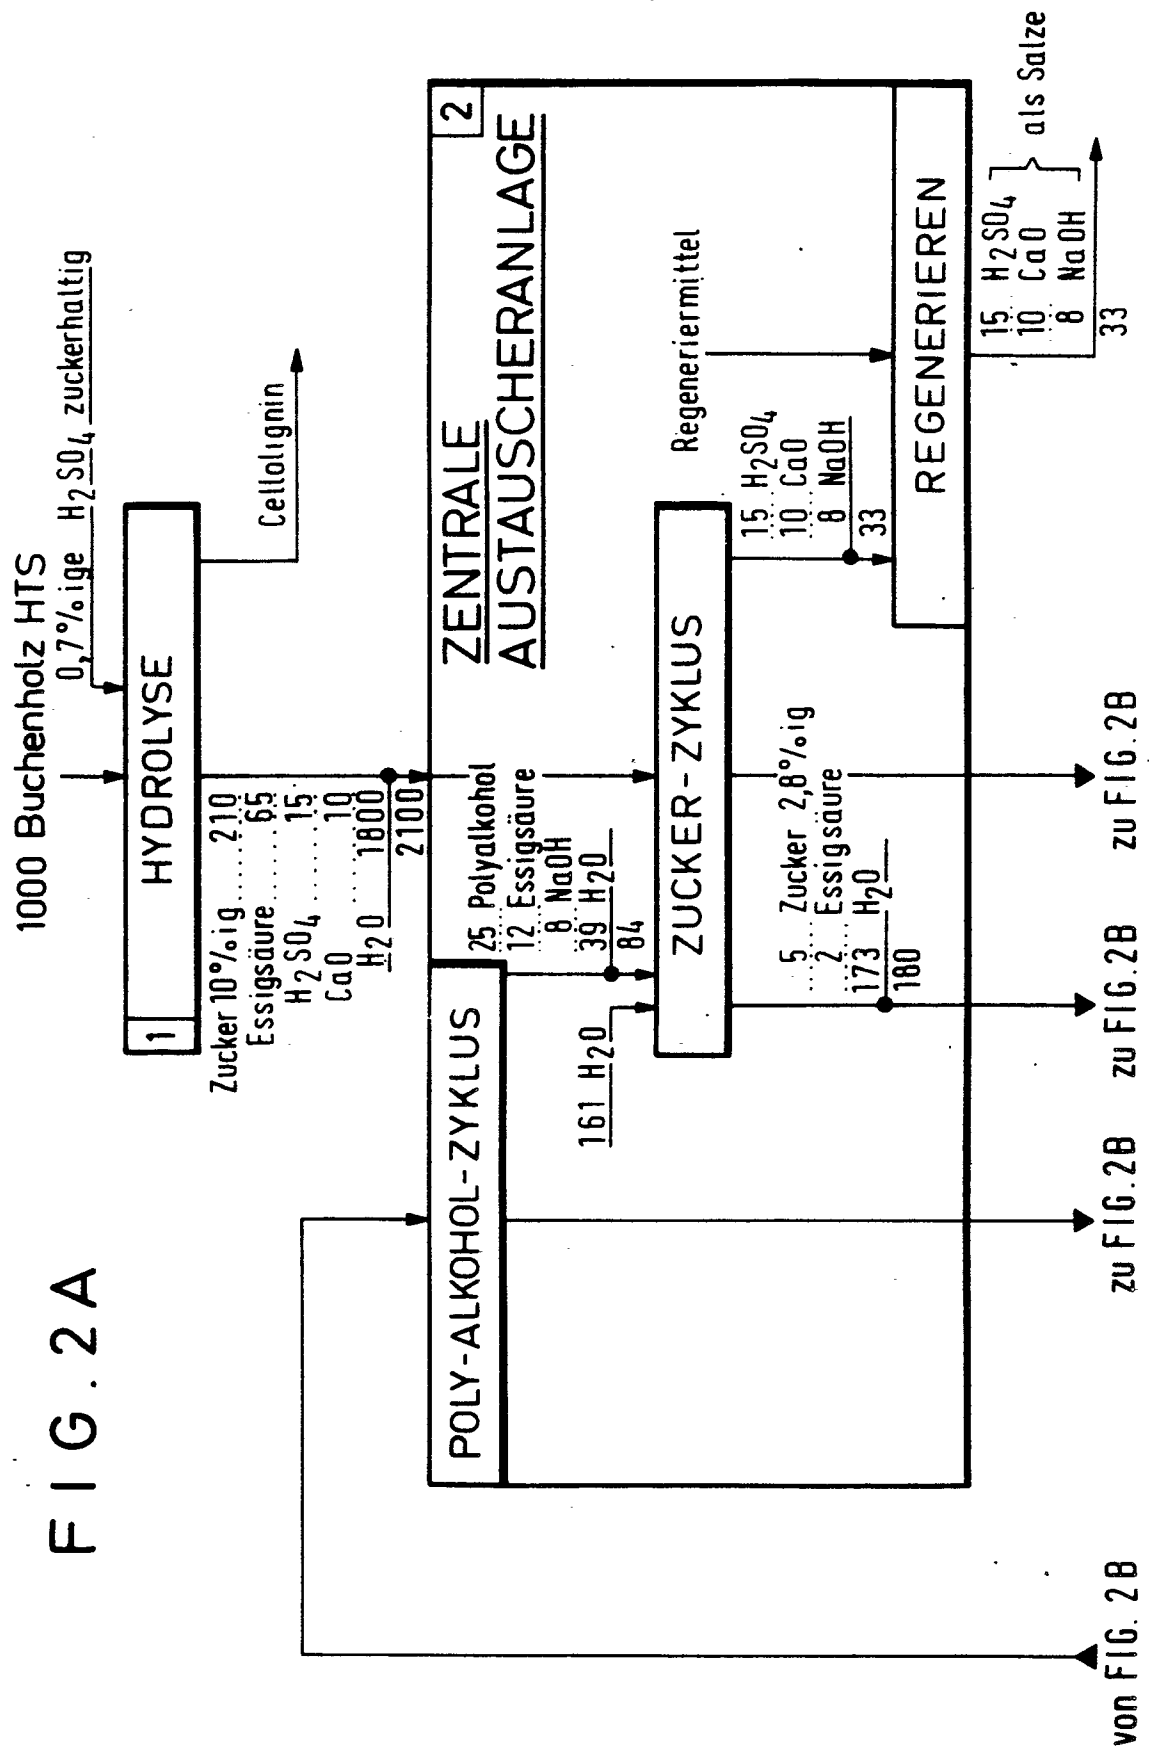 FIG. 2A
1000 Buchenholz HTS
0,7%ige H2SO4 zuckerhaltig
1
HYDROLYSE
Cellolignin
Zucker 10%ig ..... 210
Essigsäure ..... 65
H2SO4 ....... 15
CaO ........ 10
H2O 1800
2100
2
ZENTRALE
AUSTAUSCHERANLAGE
POLY-ALKOHOL-ZYKLUS
25 Polyalkohol
12 Essigsäure
8 NaOH
39 H2O
84
161 H2O
ZUCKER-ZYKLUS
Regeneriermittel
15 H2SO4
10 CaO
8 NaOH
33
REGENERIEREN
5 Zucker 2,8%ig
2 Essigsäure
173 H2O
180
15 H2SO4
10 CaO
8 NaOH
als Salze
33
von FIG. 2B
zu FIG. 2B
zu FIG. 2B
zu FIG. 2B